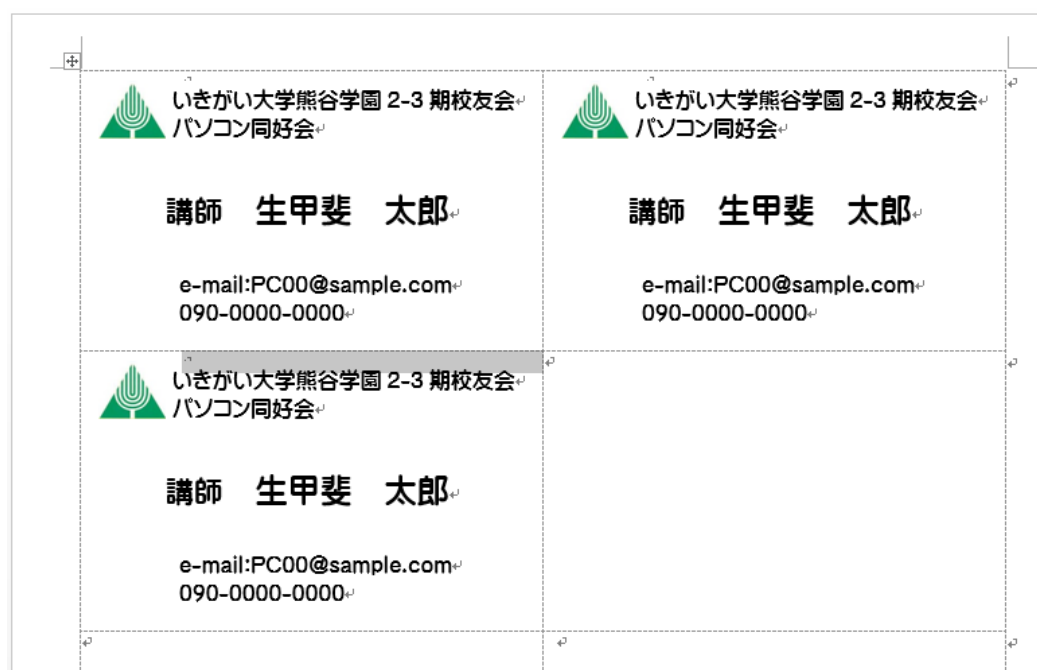 いきがい大学熊谷学園 2-3 期校友会
パソコン同好会
講師　生甲斐　太郎
e-mail:PC00@sample.com
090-0000-0000
いきがい大学熊谷学園 2-3 期校友会
パソコン同好会
講師　生甲斐　太郎
e-mail:PC00@sample.com
090-0000-0000
いきがい大学熊谷学園 2-3 期校友会
パソコン同好会
講師　生甲斐　太郎
e-mail:PC00@sample.com
090-0000-0000